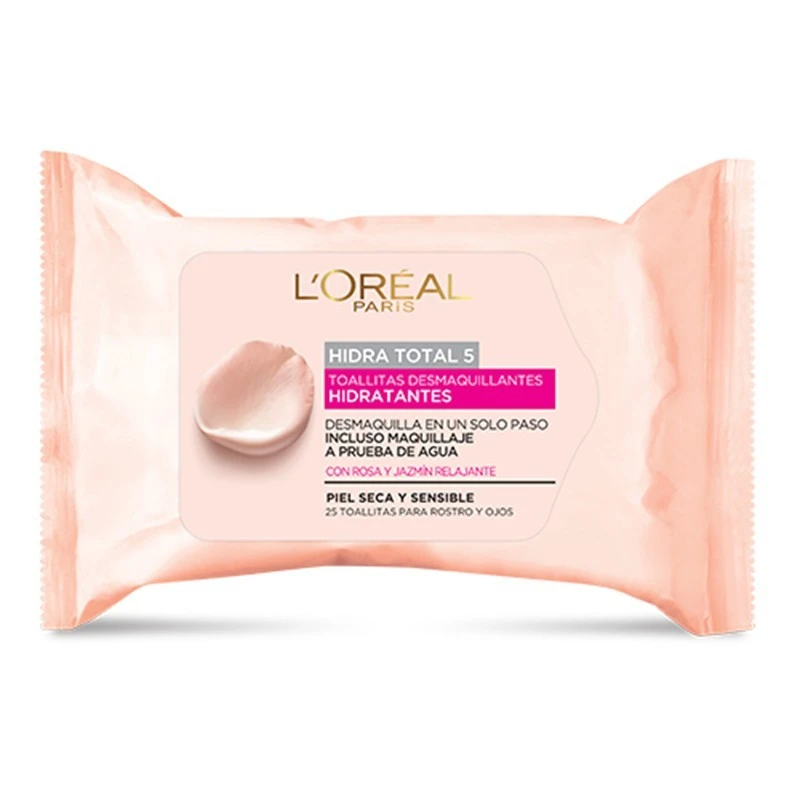 L'ORÉAL
PARIS
HIDRA TOTAL 5
TOALLITAS DESMAQUILLANTES
HIDRATANTES
DESMAQUILLA EN UN SOLO PASO
INCLUSO MAQUILLAJE
A PRUEBA DE AGUA
CON ROSA Y JAZMÍN RELAJANTE
PIEL SECA Y SENSIBLE
25 TOALLITAS PARA ROSTRO Y OJOS